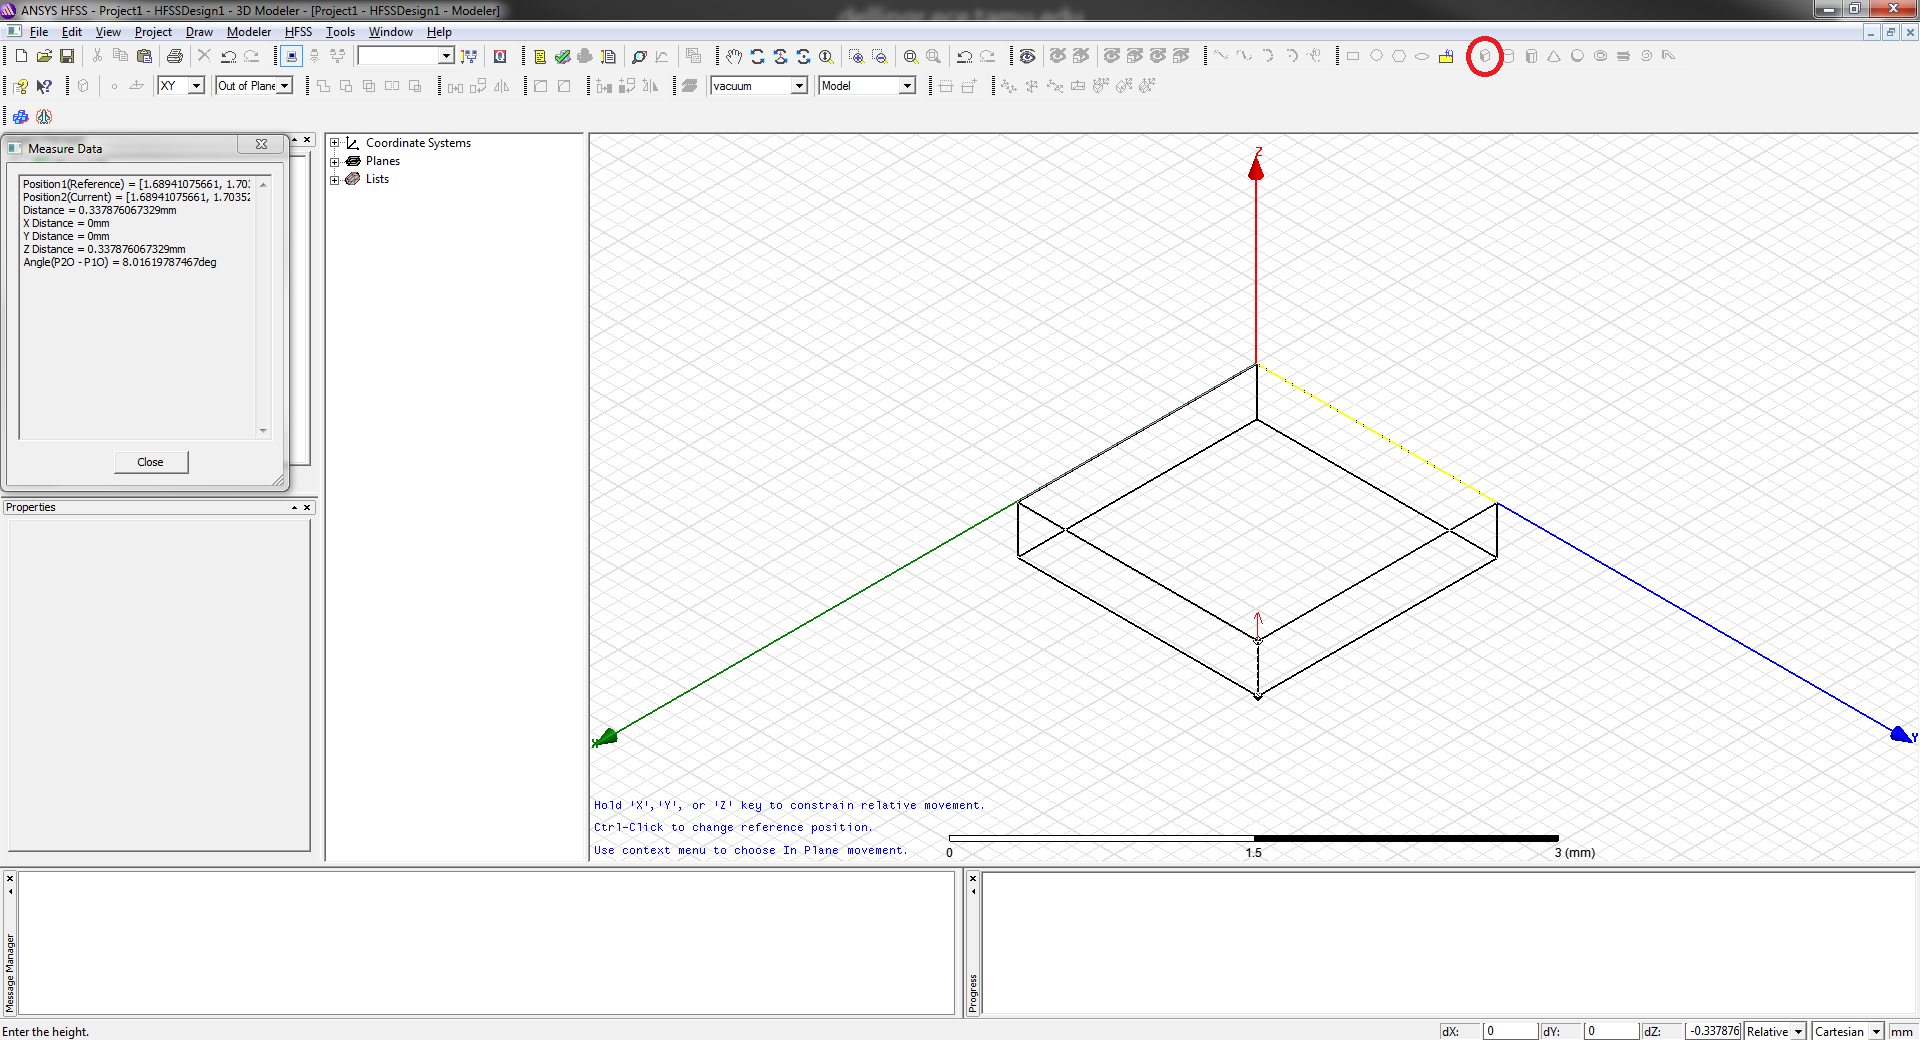 ANSYS HFSS - Project1 - HFSSDesign1 - 3D Modeler - [Project1 - HFSSDesign1 - Modeler]
dellingr.ece.tamu.edu
File Edit View Project Draw Modeler HFSS Tools Window Help
XY Out of Plane vacuum Model
Measure Data
Position1(Reference) = [1.68941075661, 1.70
Position2(Current) = [1.68941075661, 1.70352
Distance = 0.337876067329mm
X Distance = 0mm
Y Distance = 0mm
Z Distance = 0.337876067329mm
Angle(P2O - P1O) = 8.01619787467deg
Close
Properties
Coordinate Systems
Planes
Lists
Z
X
Y
Hold 'X','Y', or 'Z' key to constrain relative movement.
Ctrl-Click to change reference position.
Use context menu to choose In Plane movement.
0 1.5 3 (mm)
Message Manager
Progress
Enter the height.
dX: 0 dY: 0 dZ: -0.337876 Relative Cartesian mm